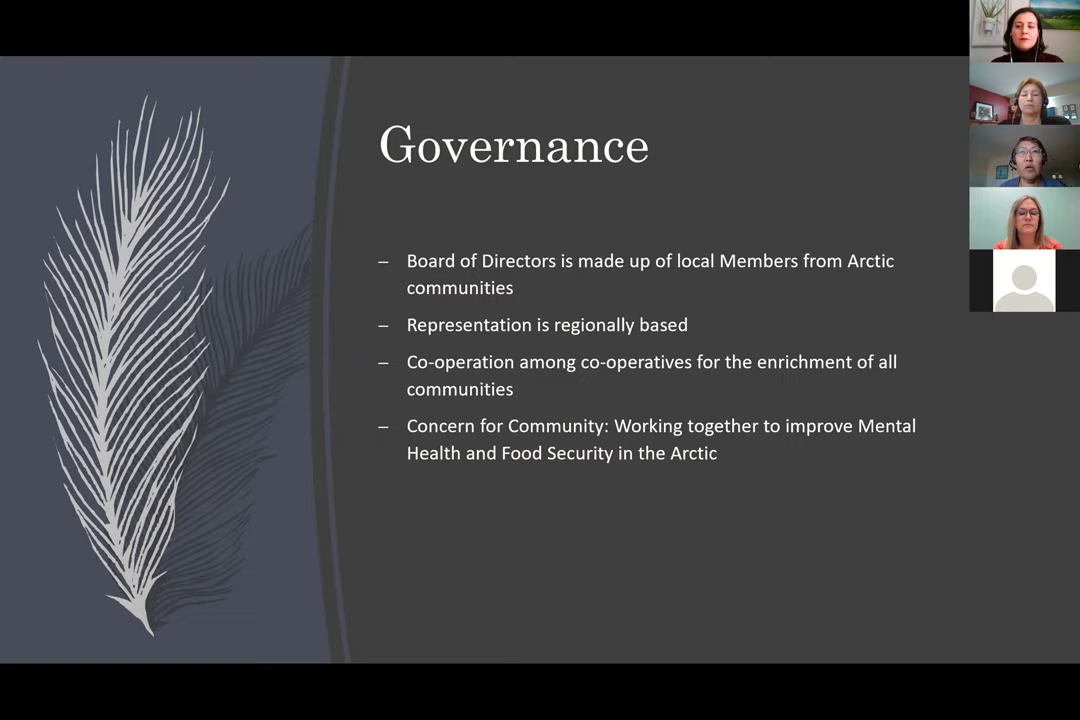 Governance
– Board of Directors is made up of local Members from Arctic
communities
– Representation is regionally based
– Co-operation among co-operatives for the enrichment of all
communities
– Concern for Community: Working together to improve Mental
Health and Food Security in the Arctic